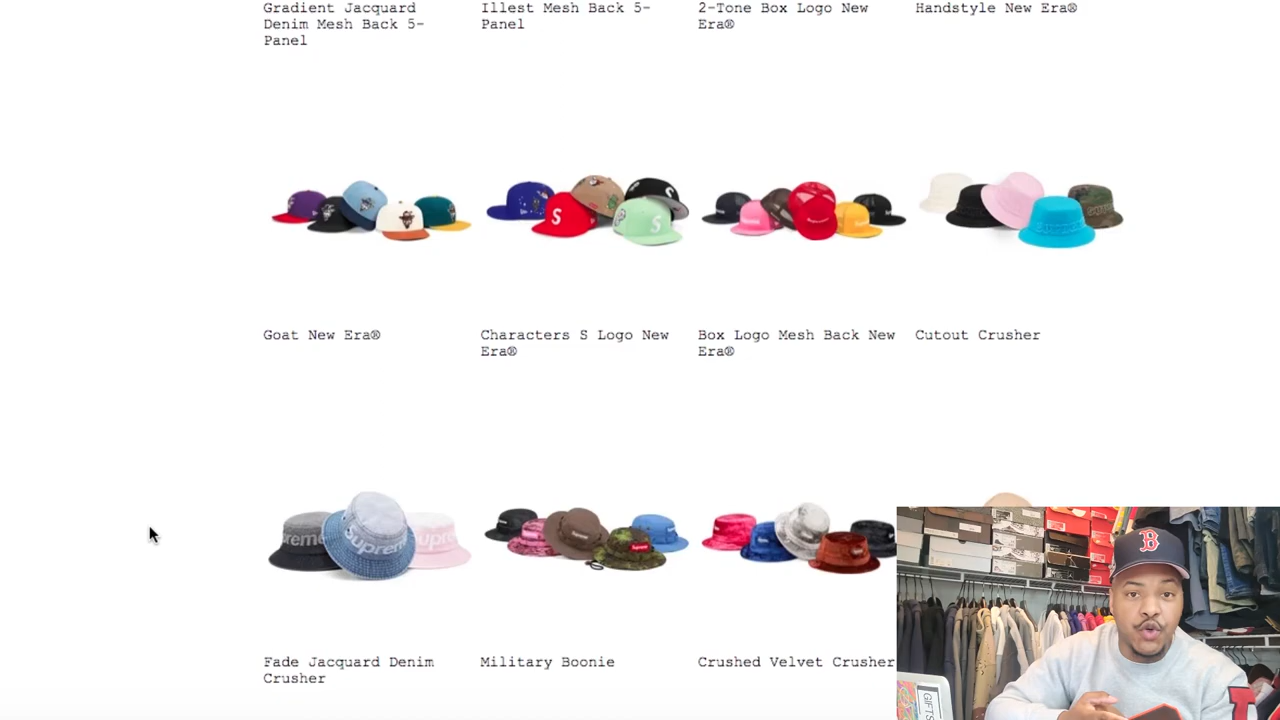 Gradient Jacquard
Denim Mesh Back 5-
Panel
Illest Mesh Back 5-
Panel
2-Tone Box Logo New
Era®
Handstyle New Era®
S
S
Goat New Era®
Characters S Logo New
Era®
Box Logo Mesh Back New
Era®
Cutout Crusher
Supreme
B
Fade Jacquard Denim
Crusher
Military Boonie
Crushed Velvet Crusher
GIFTS